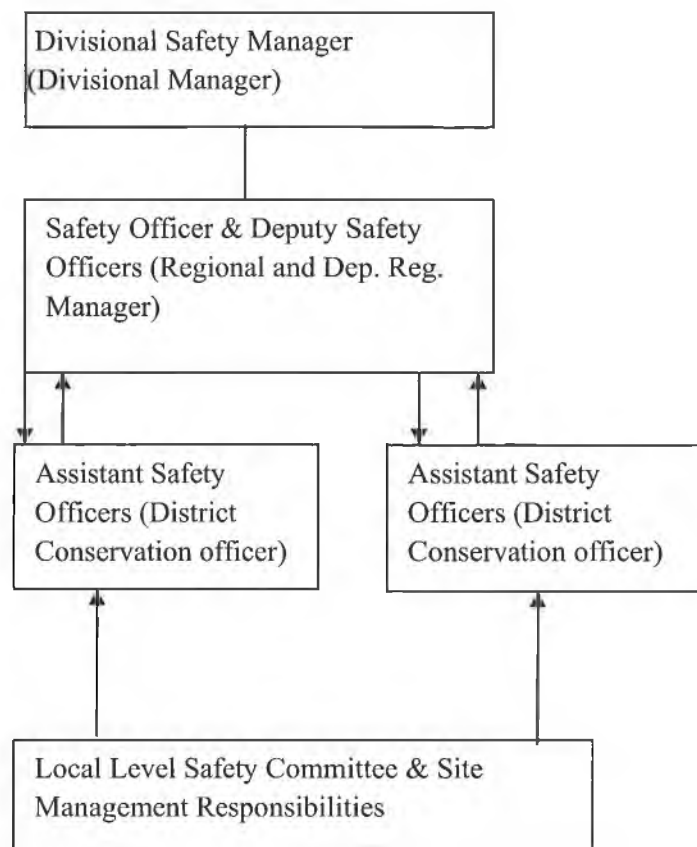 Divisional Safety Manager
(Divisional Manager)
Safety Officer & Deputy Safety
Officers (Regional and Dep. Reg.
Manager)
Assistant Safety
Officers (District
Conservation officer)
Assistant Safety
Officers (District
Conservation officer)
Local Level Safety Committee & Site
Management Responsibilities